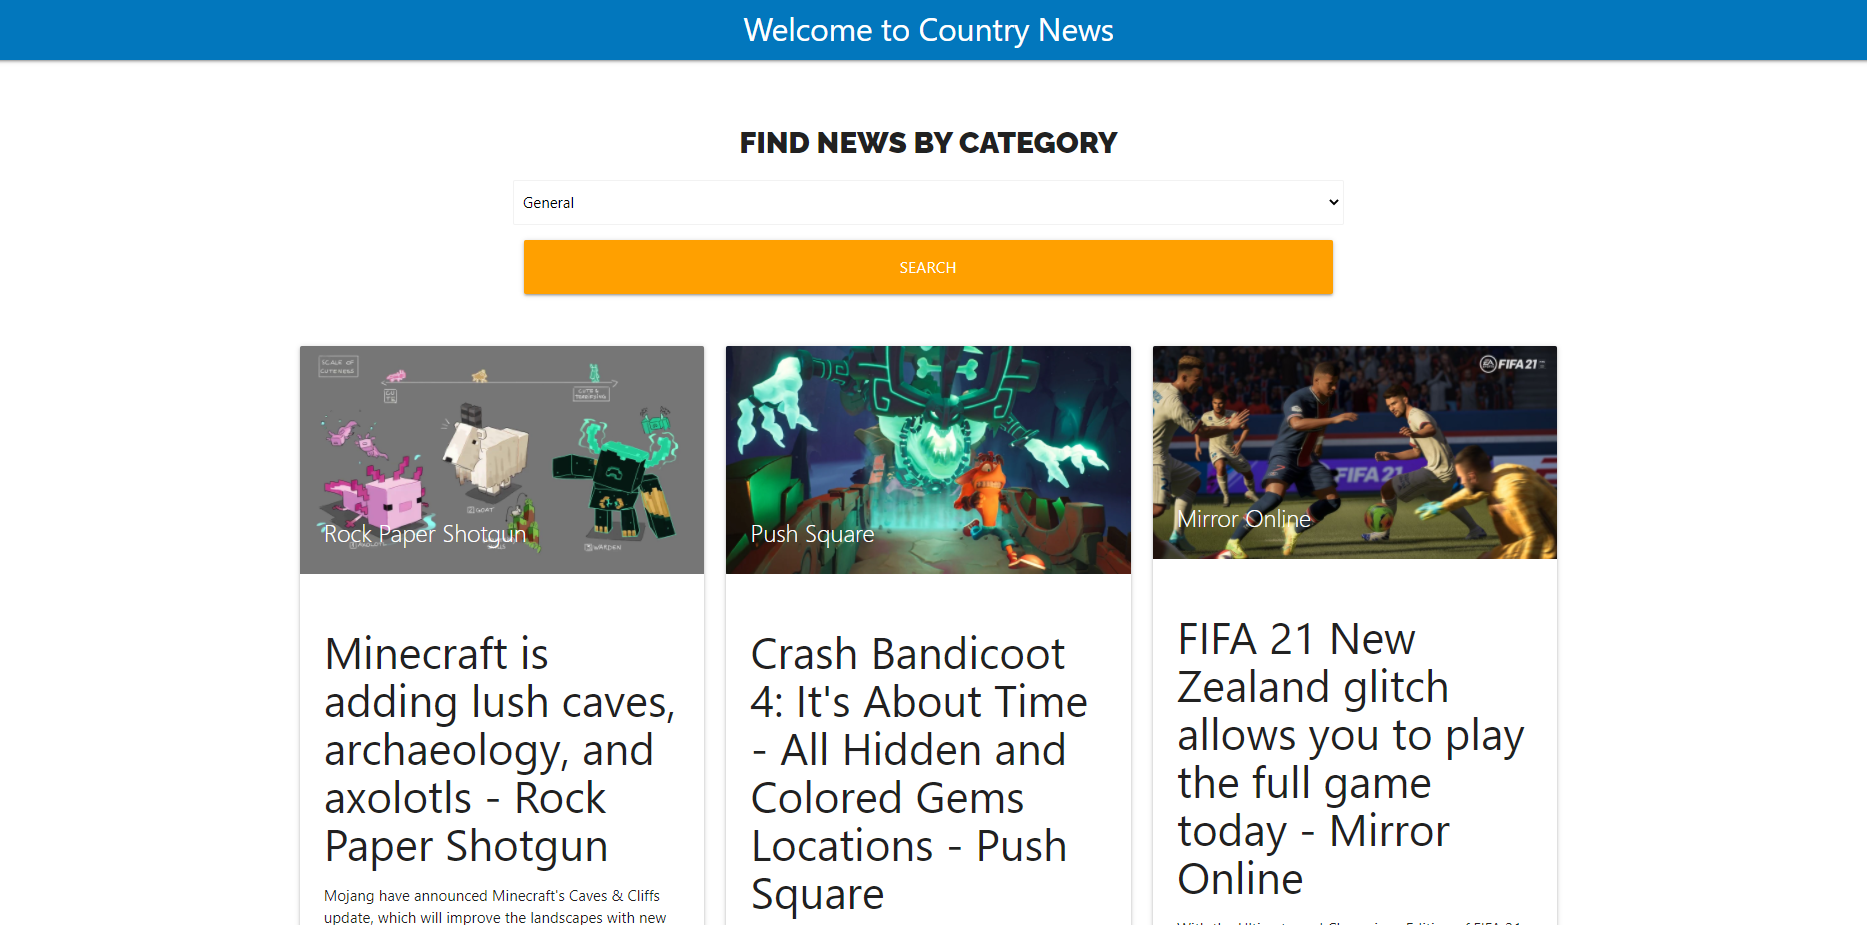 Welcome to Country News
FIND NEWS BY CATEGORY
General
SEARCH
SCALE OF
CUTENESS
CUTE &
TERRIFYING
GOAT
WARDEN
Rock Paper Shotgun
Minecraft is
adding lush caves,
archaeology, and
axolotls - Rock
Paper Shotgun
Mojang have announced Minecraft's Caves & Cliffs
update, which will improve the landscapes with new
Push Square
Crash Bandicoot
4: It's About Time
- All Hidden and
Colored Gems
Locations - Push
Square
FIFA 21
FIFA 21
Mirror Online
FIFA 21 New
Zealand glitch
allows you to play
the full game
today - Mirror
Online